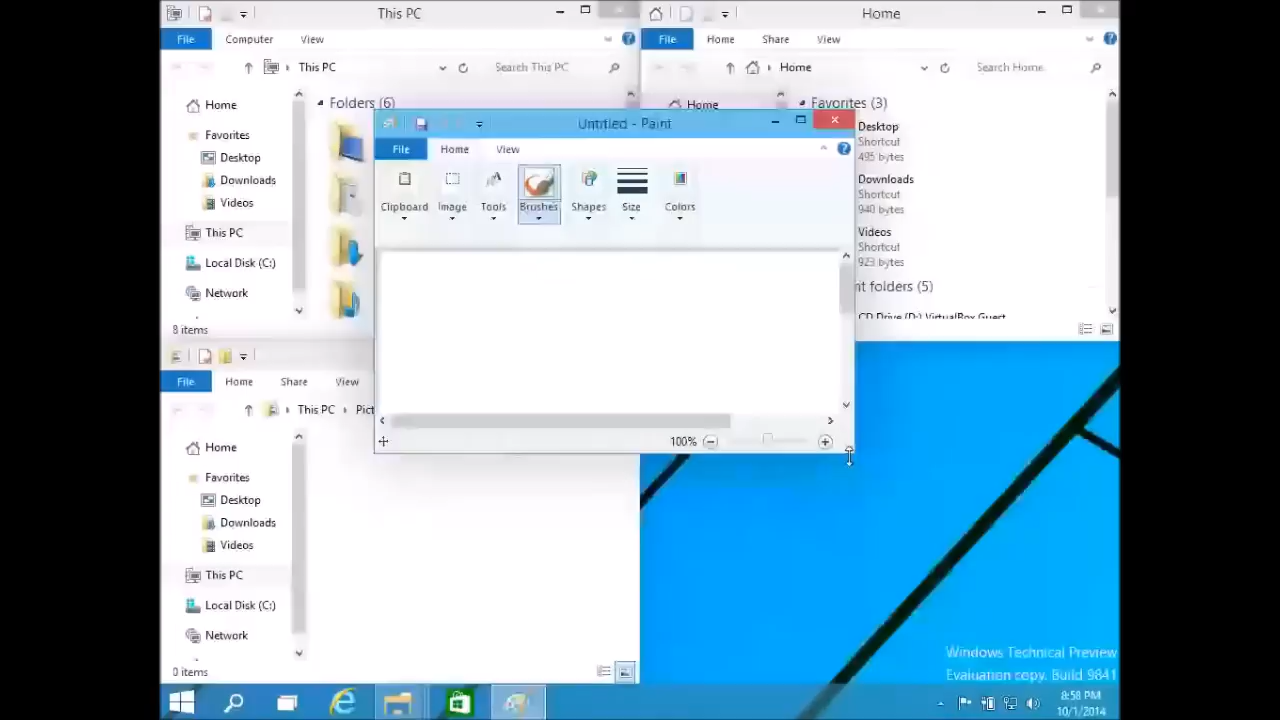 This PC
File Computer View
This PC
Search This PC
Home
Favorites
Desktop
Downloads
Videos
This PC
Local Disk (C:)
Network
Folders (6)
8 items
Home
File Home Share View
Home
Search Home
Home
Favorites (3)
Desktop
Shortcut
495 bytes
Downloads
Shortcut
940 bytes
Videos
Shortcut
923 bytes
nt folders (5)
CD Drive (D:) VirtualBox Guest
Untitled - Paint
File Home View
Clipboard Image Tools Brushes Shapes Size Colors
100%
File Home Share View
This PC Pict
Home
Favorites
Desktop
Downloads
Videos
This PC
Local Disk (C:)
Network
0 items
Windows Technical Preview
Evaluation copy. Build 9841
8:58 PM
10/1/2014